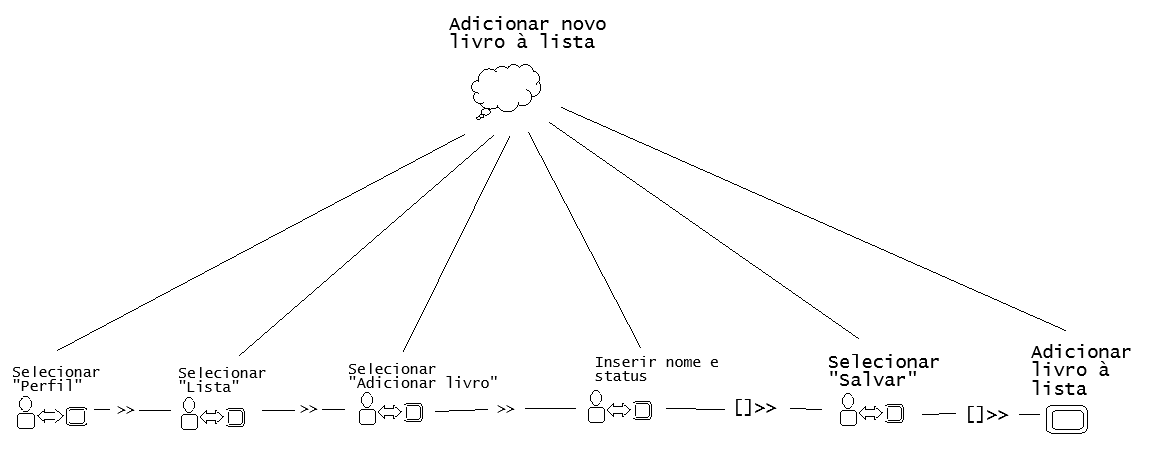 Adicionar novo
livro à lista
Selecionar
"Perfil"
>>
Selecionar
"Lista"
>>
Selecionar
"Adicionar livro"
>>
Inserir nome e
status
[]>>
Selecionar
"Salvar"
[]>>
Adicionar
livro à
lista